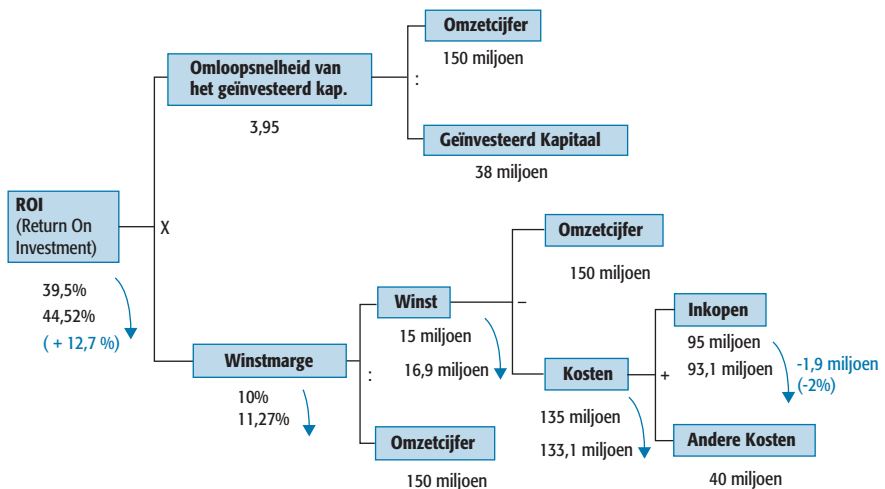 Omzetcijfer
150 miljoen
Omloopsnelheid van
het geïnvesteerd kap.
:
3,95
Geïnvesteerd Kapitaal
38 miljoen
ROI
(Return On
Investment)
X
39,5%
44,52%
( + 12,7 %)
Omzetcijfer
150 miljoen
Winst
–
15 miljoen
16,9 miljoen
Inkopen
95 miljoen
93,1 miljoen
-1,9 miljoen
(-2%)
Winstmarge
:
10%
11,27%
Kosten
+
135 miljoen
133,1 miljoen
Omzetcijfer
150 miljoen
Andere Kosten
40 miljoen